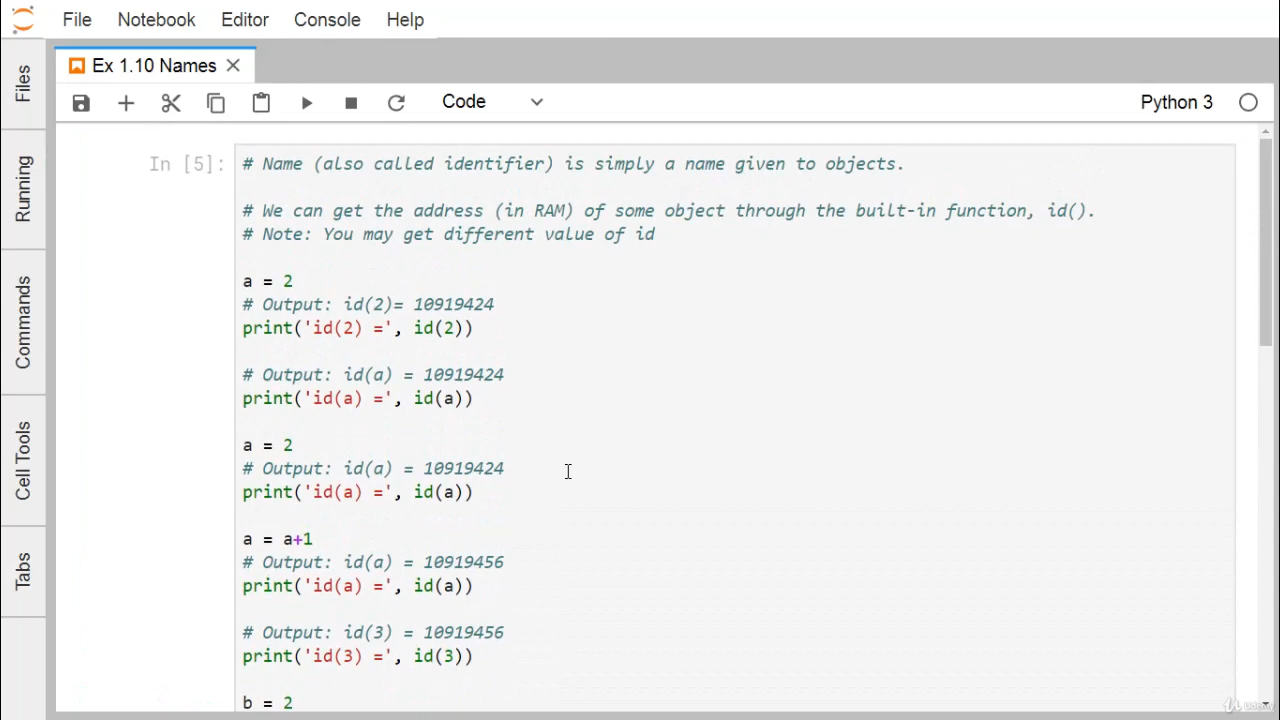 File Notebook Editor Console Help
Ex 1.10 Names
Code
Python 3
Files
Running
Commands
Cell Tools
Tabs
In [5]:
# Name (also called identifier) is simply a name given to objects.
# We can get the address (in RAM) of some object through the built-in function, id().
# Note: You may get different value of id
a = 2
# Output: id(2)= 10919424
print('id(2) =', id(2))
# Output: id(a) = 10919424
print('id(a) =', id(a))
a = 2
# Output: id(a) = 10919424
print('id(a) =', id(a))
a = a+1
# Output: id(a) = 10919456
print('id(a) =', id(a))
# Output: id(3) = 10919456
print('id(3) =', id(3))
b = 2
Udemy